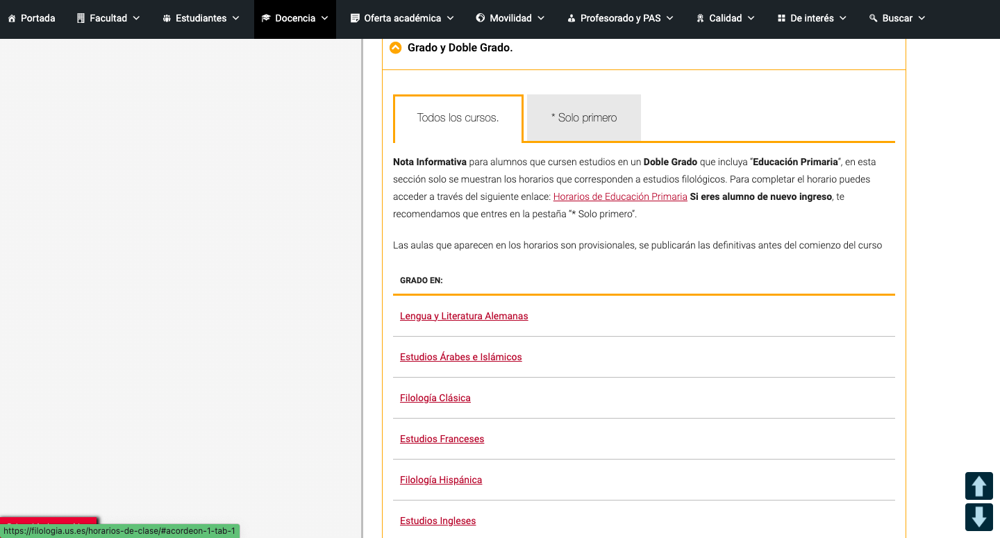 Portada Facultad Estudiantes Docencia Oferta académica Movilidad Profesorado y PAS Calidad De interés Buscar
Grado y Doble Grado.
Todos los cursos. * Solo primero
Nota Informativa para alumnos que cursen estudios en un Doble Grado que incluya “Educación Primaria”, en esta
sección solo se muestran los horarios que corresponden a estudios filológicos. Para completar el horario puedes
acceder a través del siguiente enlace: Horarios de Educación Primaria Si eres alumno de nuevo ingreso, te
recomendamos que entres en la pestaña “* Solo primero”.
Las aulas que aparecen en los horarios son provisionales, se publicarán las definitivas antes del comienzo del curso
GRADO EN:
Lengua y Literatura Alemanas
Estudios Árabes e Islámicos
Filología Clásica
Estudios Franceses
Filología Hispánica
Estudios Ingleses
https://filologia.us.es/horarios-de-clase/#acordeon-1-tab-1